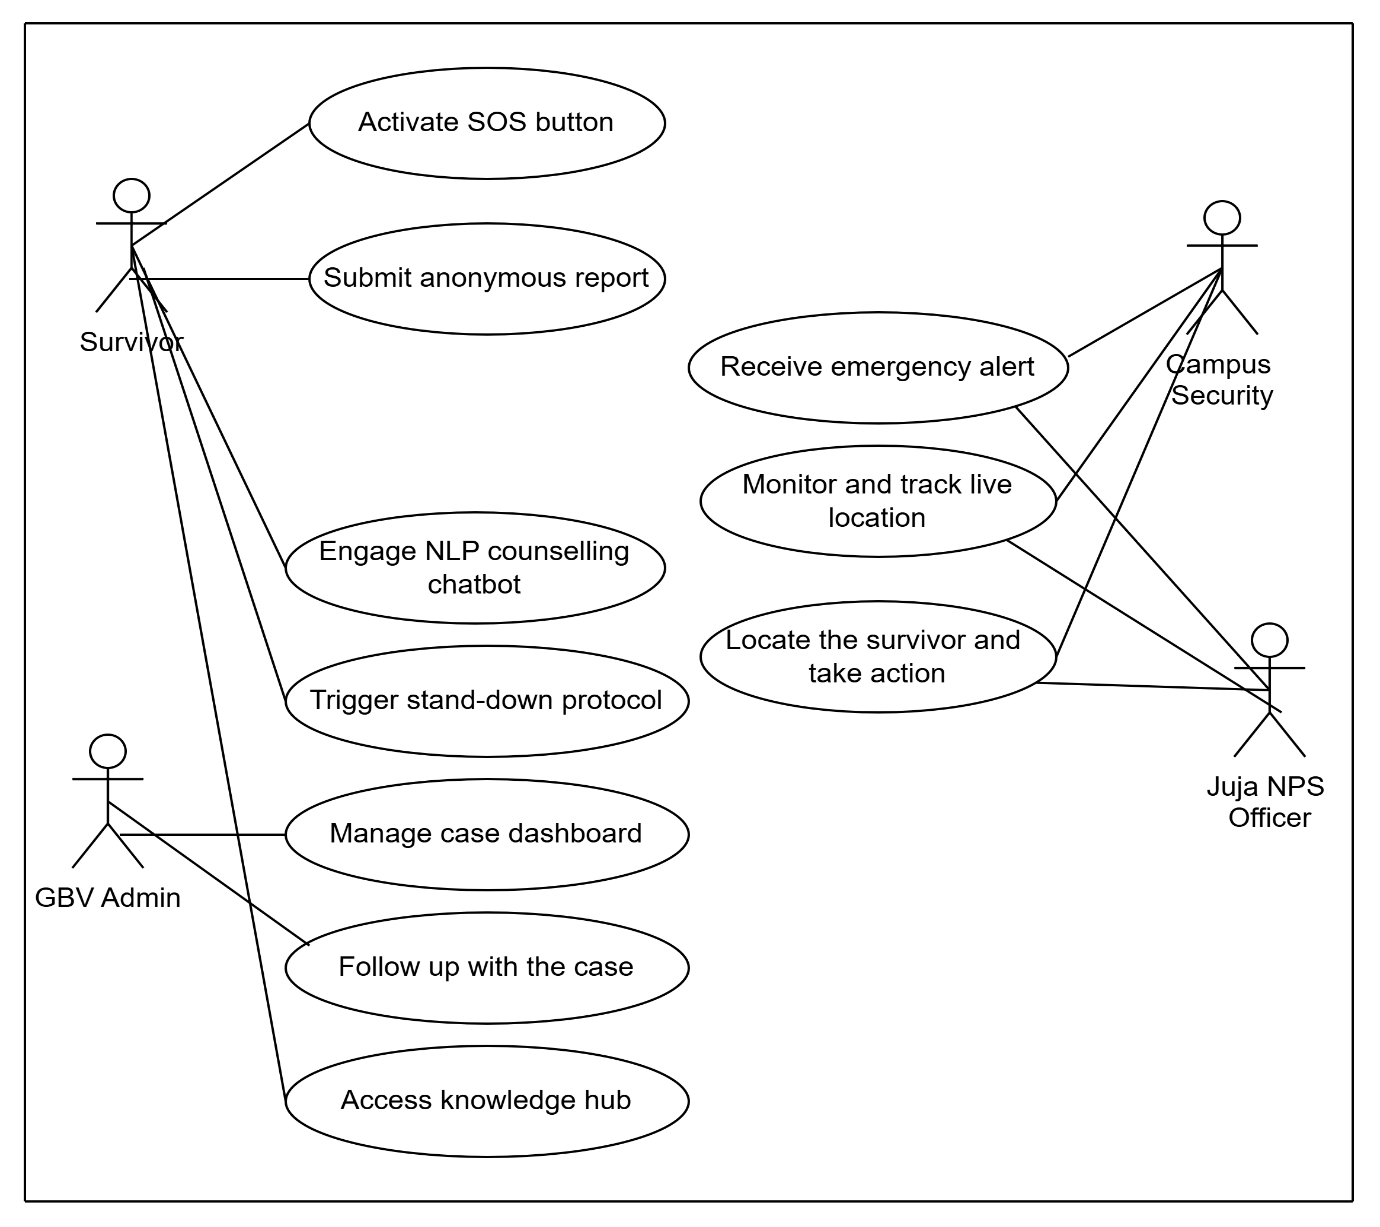 Activate SOS button
Submit anonymous report
Survivor
Receive emergency alert
Campus
Security
Monitor and track live
location
Engage NLP counselling
chatbot
Locate the survivor and
take action
Trigger stand-down protocol
Juja NPS
Officer
Manage case dashboard
GBV Admin
Follow up with the case
Access knowledge hub